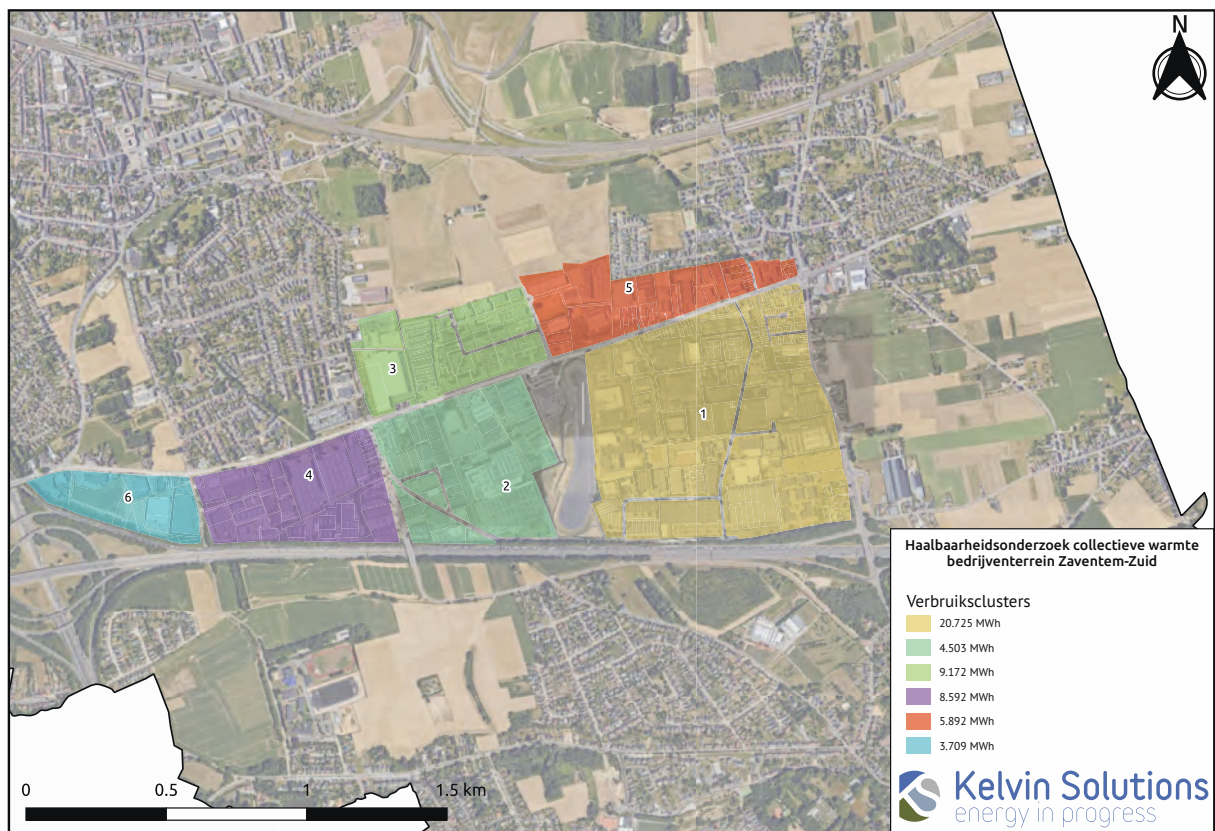 N
5
3
1
4
2
6
Haalbaarheidsonderzoek collectieve warmte
bedrijventerrein Zaventem-Zuid
Verbruiksclusters
20.725 MWh
4.503 MWh
9.172 MWh
8.592 MWh
5.892 MWh
3.709 MWh
0 0.5 1 1.5 km
Kelvin Solutions
energy in progress